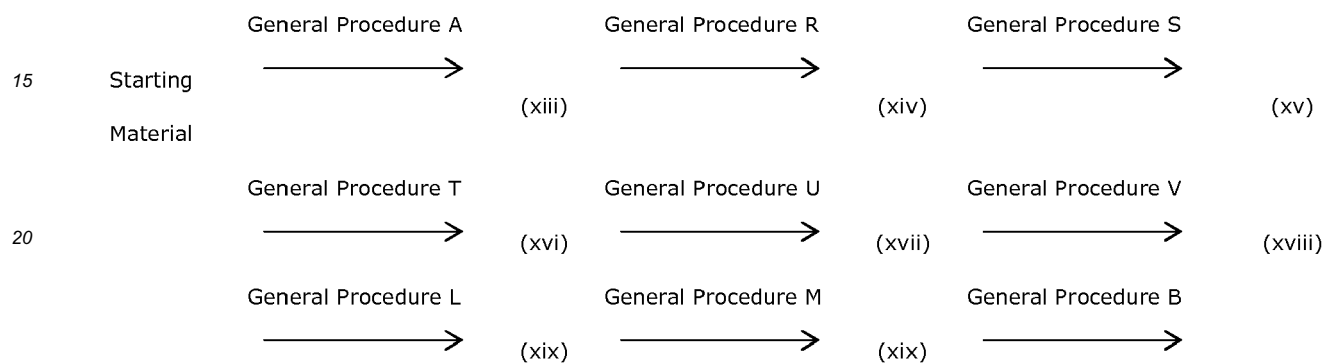 General Procedure A General Procedure R General Procedure S
15 Starting
(xiii) (xiv) (xv)
Material
General Procedure T General Procedure U General Procedure V
20 (xvi) (xvii) (xviii)
General Procedure L General Procedure M General Procedure B
(xix) (xix)